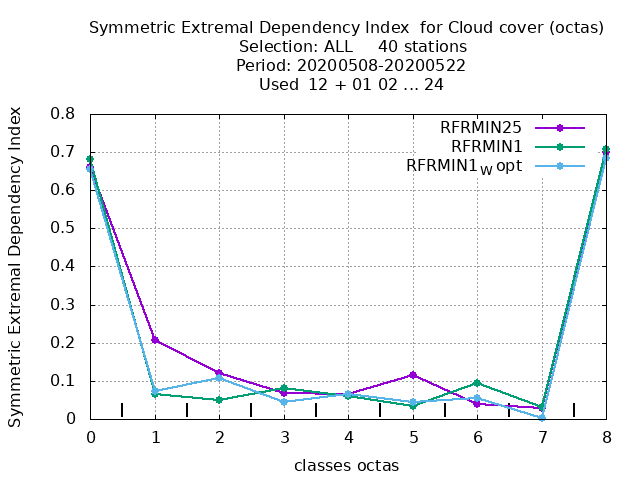 Symmetric Extremal Dependency Index for Cloud cover (octas)
Selection: ALL 40 stations
Period: 20200508-20200522
Used 12 + 01 02 ... 24
Symmetric Extremal Dependency Index
0.8
0.7
0.6
0.5
0.4
0.3
0.2
0.1
0
RFRMIN25
RFRMIN1
RFRMIN1W opt
0 1 2 3 4 5 6 7 8
classes octas